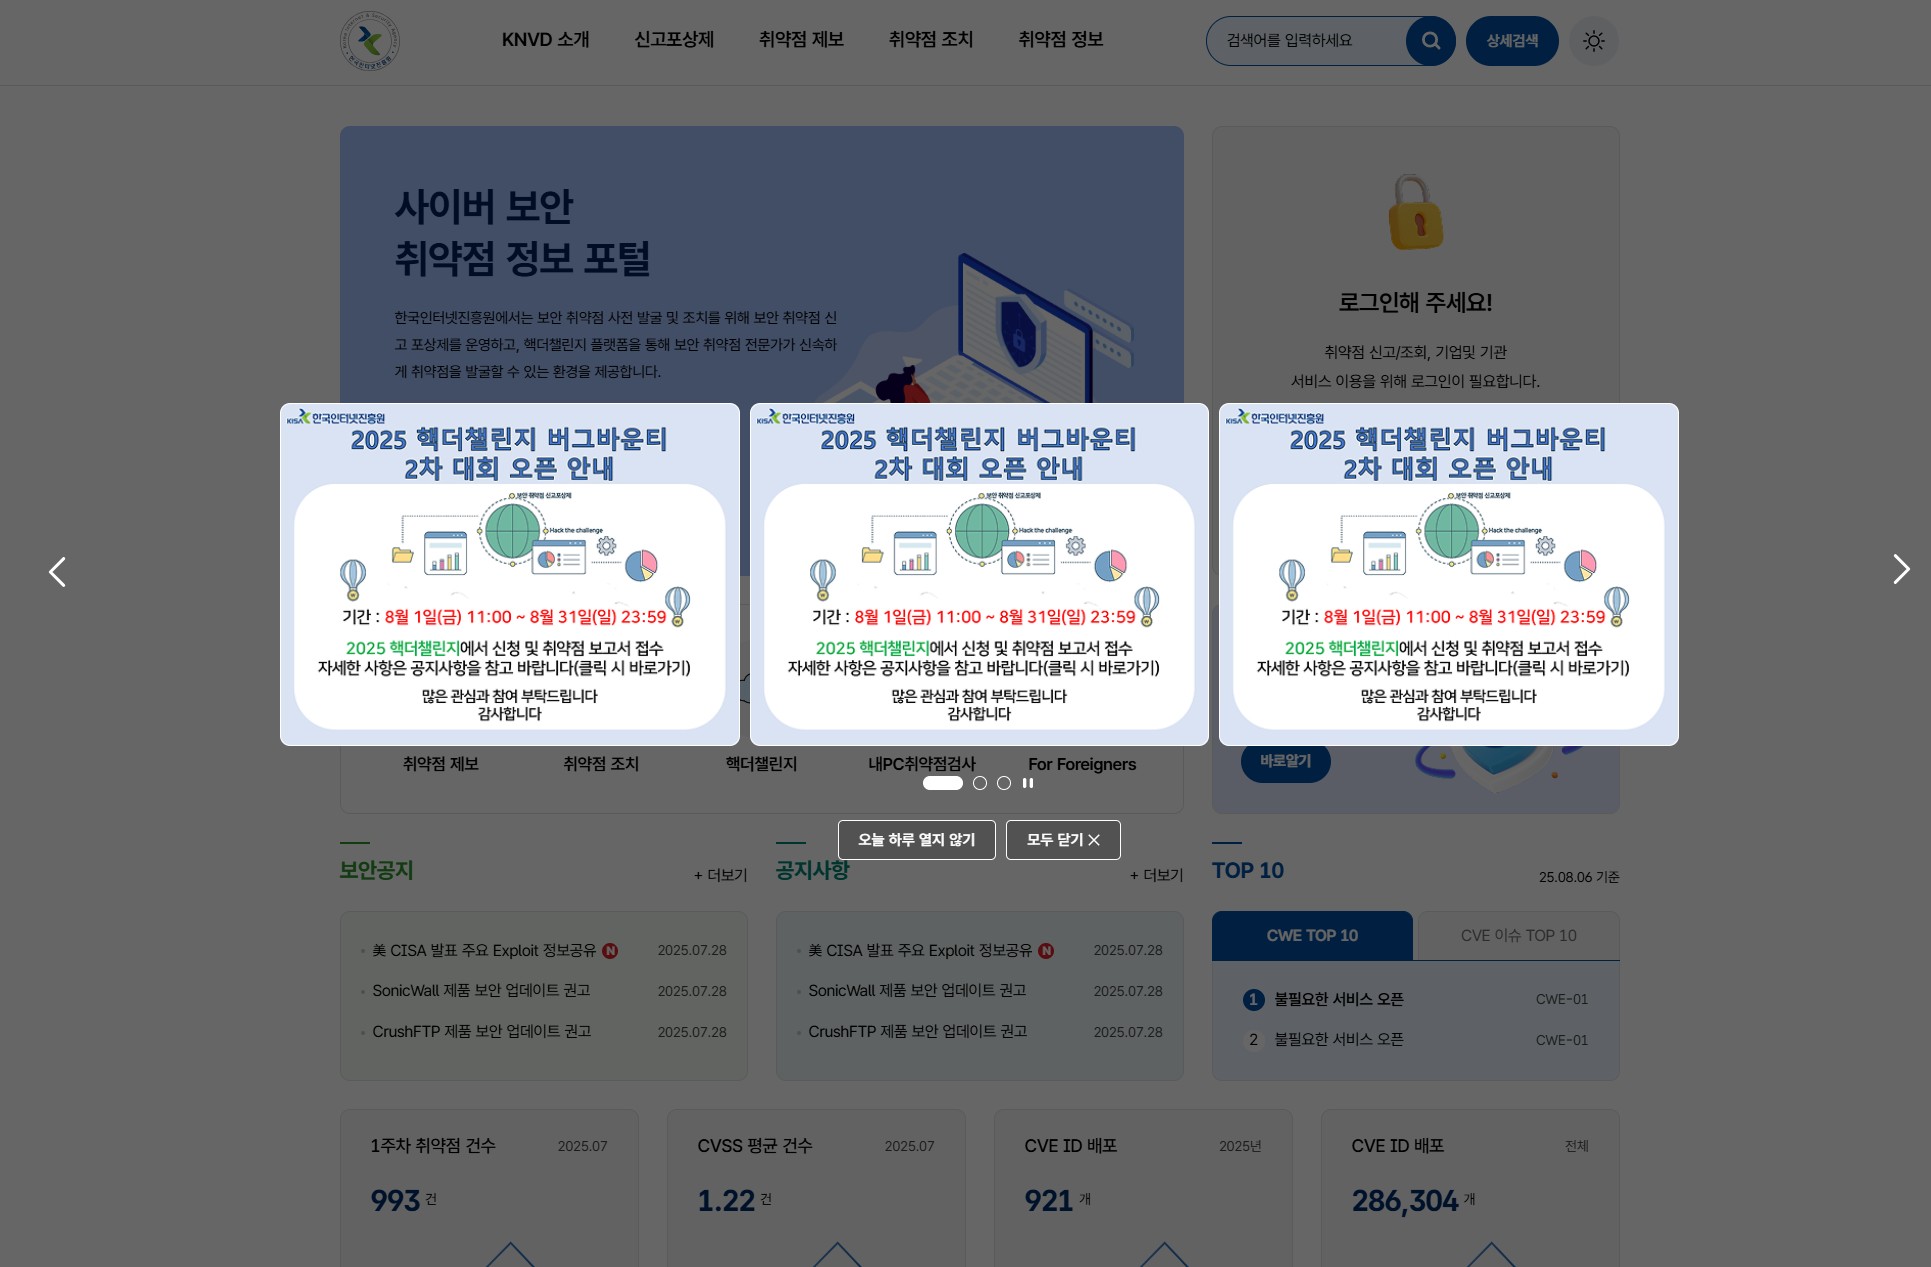 KNVD 소개
신고포상제
취약점 제보
취약점 조치
취약점 정보
검색어를 입력하세요
상세검색
사이버 보안
취약점 정보 포털
한국인터넷진흥원에서는 보안 취약점 사전 발굴 및 조치를 위해 보안 취약점 신
고 포상제를 운영하고, 핵더챌린지 플랫폼을 통해 보안 취약점 전문가가 신속하
게 취약점을 발굴할 수 있는 환경을 제공합니다.
로그인해 주세요!
취약점 신고/조회, 기업및 기관
서비스 이용을 위해 로그인이 필요합니다.
KISA 한국인터넷진흥원
2025 핵더챌린지 버그바운티
2차 대회 오픈 안내
보안 취약점 신고포상제
Hack the challenge
기간 : 8월 1일(금) 11:00 ~ 8월 31일(일) 23:59
2025 핵더챌린지에서 신청 및 취약점 보고서 접수
자세한 사항은 공지사항을 참고 바랍니다(클릭 시 바로가기)
많은 관심과 참여 부탁드립니다
감사합니다
KISA 한국인터넷진흥원
2025 핵더챌린지 버그바운티
2차 대회 오픈 안내
보안 취약점 신고포상제
Hack the challenge
기간 : 8월 1일(금) 11:00 ~ 8월 31일(일) 23:59
2025 핵더챌린지에서 신청 및 취약점 보고서 접수
자세한 사항은 공지사항을 참고 바랍니다(클릭 시 바로가기)
많은 관심과 참여 부탁드립니다
감사합니다
KISA 한국인터넷진흥원
2025 핵더챌린지 버그바운티
2차 대회 오픈 안내
보안 취약점 신고포상제
Hack the challenge
기간 : 8월 1일(금) 11:00 ~ 8월 31일(일) 23:59
2025 핵더챌린지에서 신청 및 취약점 보고서 접수
자세한 사항은 공지사항을 참고 바랍니다(클릭 시 바로가기)
많은 관심과 참여 부탁드립니다
감사합니다
취약점 제보
취약점 조치
핵더챌린지
내PC취약점검사
For Foreigners
바로알기
오늘 하루 열지 않기
모두 닫기
보안공지
+ 더보기
美 CISA 발표 주요 Exploit 정보공유 N 2025.07.28
SonicWall 제품 보안 업데이트 권고 2025.07.28
CrushFTP 제품 보안 업데이트 권고 2025.07.28
공지사항
+ 더보기
美 CISA 발표 주요 Exploit 정보공유 N 2025.07.28
SonicWall 제품 보안 업데이트 권고 2025.07.28
CrushFTP 제품 보안 업데이트 권고 2025.07.28
TOP 10
25.08.06 기준
CWE TOP 10
CVE 이슈 TOP 10
1 불필요한 서비스 오픈 CWE-01
2 불필요한 서비스 오픈 CWE-01
1주차 취약점 건수 2025.07
993 건
CVSS 평균 건수 2025.07
1.22 건
CVE ID 배포 2025년
921 개
CVE ID 배포 전체
286,304 개